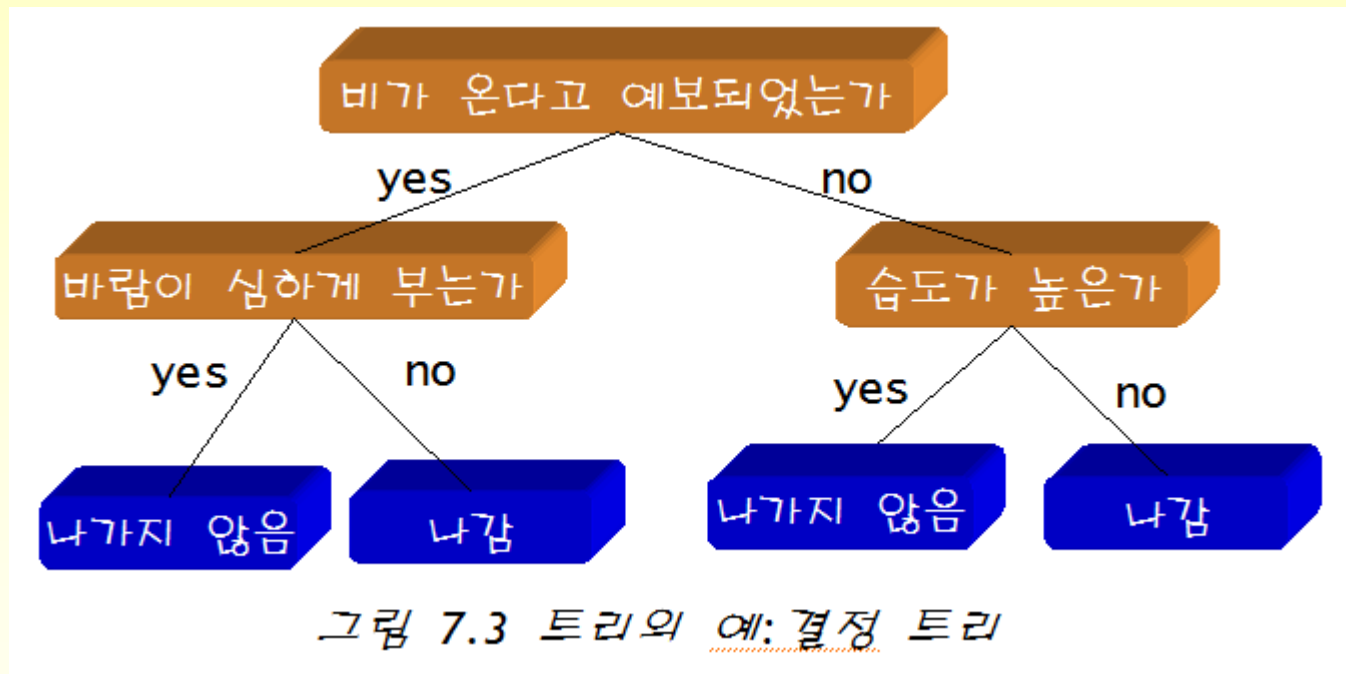 비가 온다고 예보되었는가
yes
no
바람이 심하게 부는가
습도가 높은가
yes
no
yes
no
나가지 않음
나감
나가지 않음
나감
그림 7.3 트리의 예:결정 트리